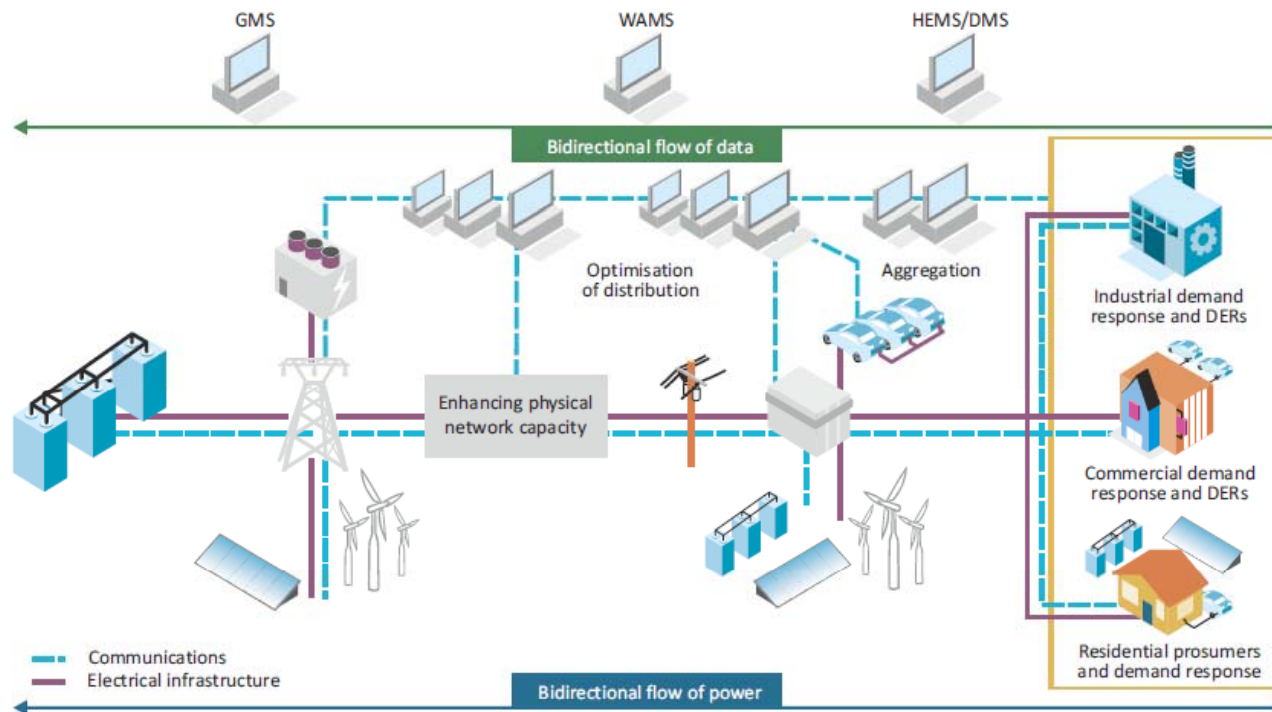 GMS
WAMS
HEMS/DMS
Bidirectional flow of data
Optimisation
of distribution
Aggregation
Industrial demand
response and DERs
Enhancing physical
network capacity
Commercial demand
response and DERs
Residential prosumers
and demand response
Communications
Electrical infrastructure
Bidirectional flow of power